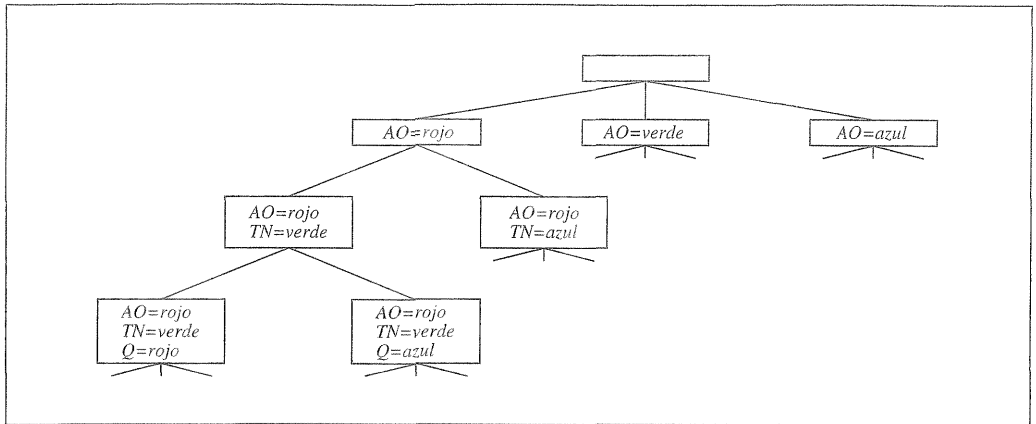 AO=rojo
AO=verde
AO=azul
AO=rojo
TN=verde
AO=rojo
TN=azul
AO=rojo
TN=verde
Q=rojo
AO=rojo
TN=verde
Q=azul